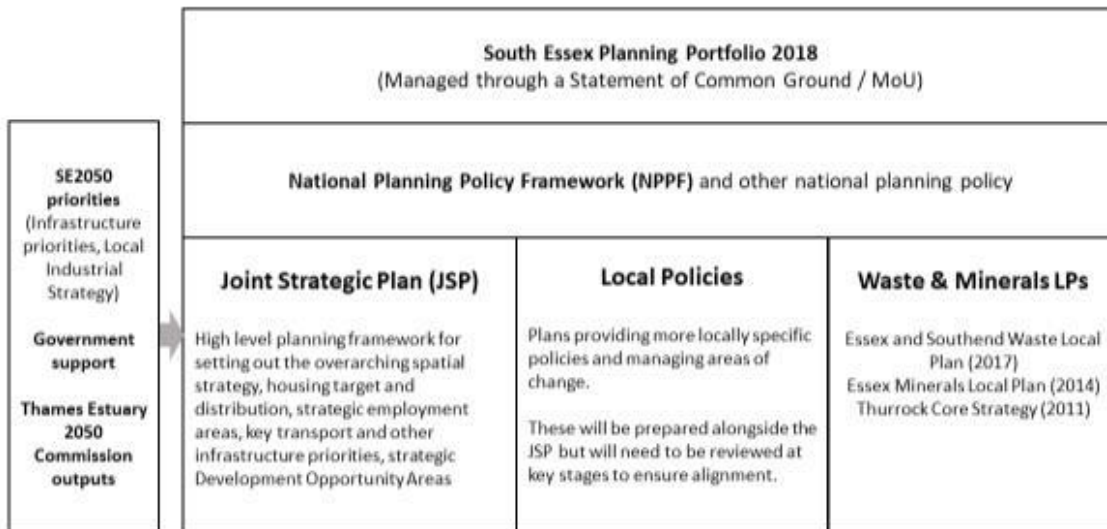 South Essex Planning Portfolio 2018
(Managed through a Statement of Common Ground / MoU)
SE2050
priorities
(Infrastructure
priorities, Local
Industrial
Strategy)
Government
support
Thames Estuary
2050
Commission
outputs
National Planning Policy Framework (NPPF) and other national planning policy
Joint Strategic Plan (JSP)
High level planning framework for
setting out the overarching spatial
strategy, housing target and
distribution, strategic employment
areas, key transport and other
infrastructure priorities, strategic
Development Opportunity Areas
Local Policies
Plans providing more locally specific
policies and managing areas of
change.
These will be prepared alongside the
JSP but will need to be reviewed at
key stages to ensure alignment.
Waste & Minerals LPs
Essex and Southend Waste Local
Plan (2017)
Essex Minerals Local Plan (2014)
Thurrock Core Strategy (2011)